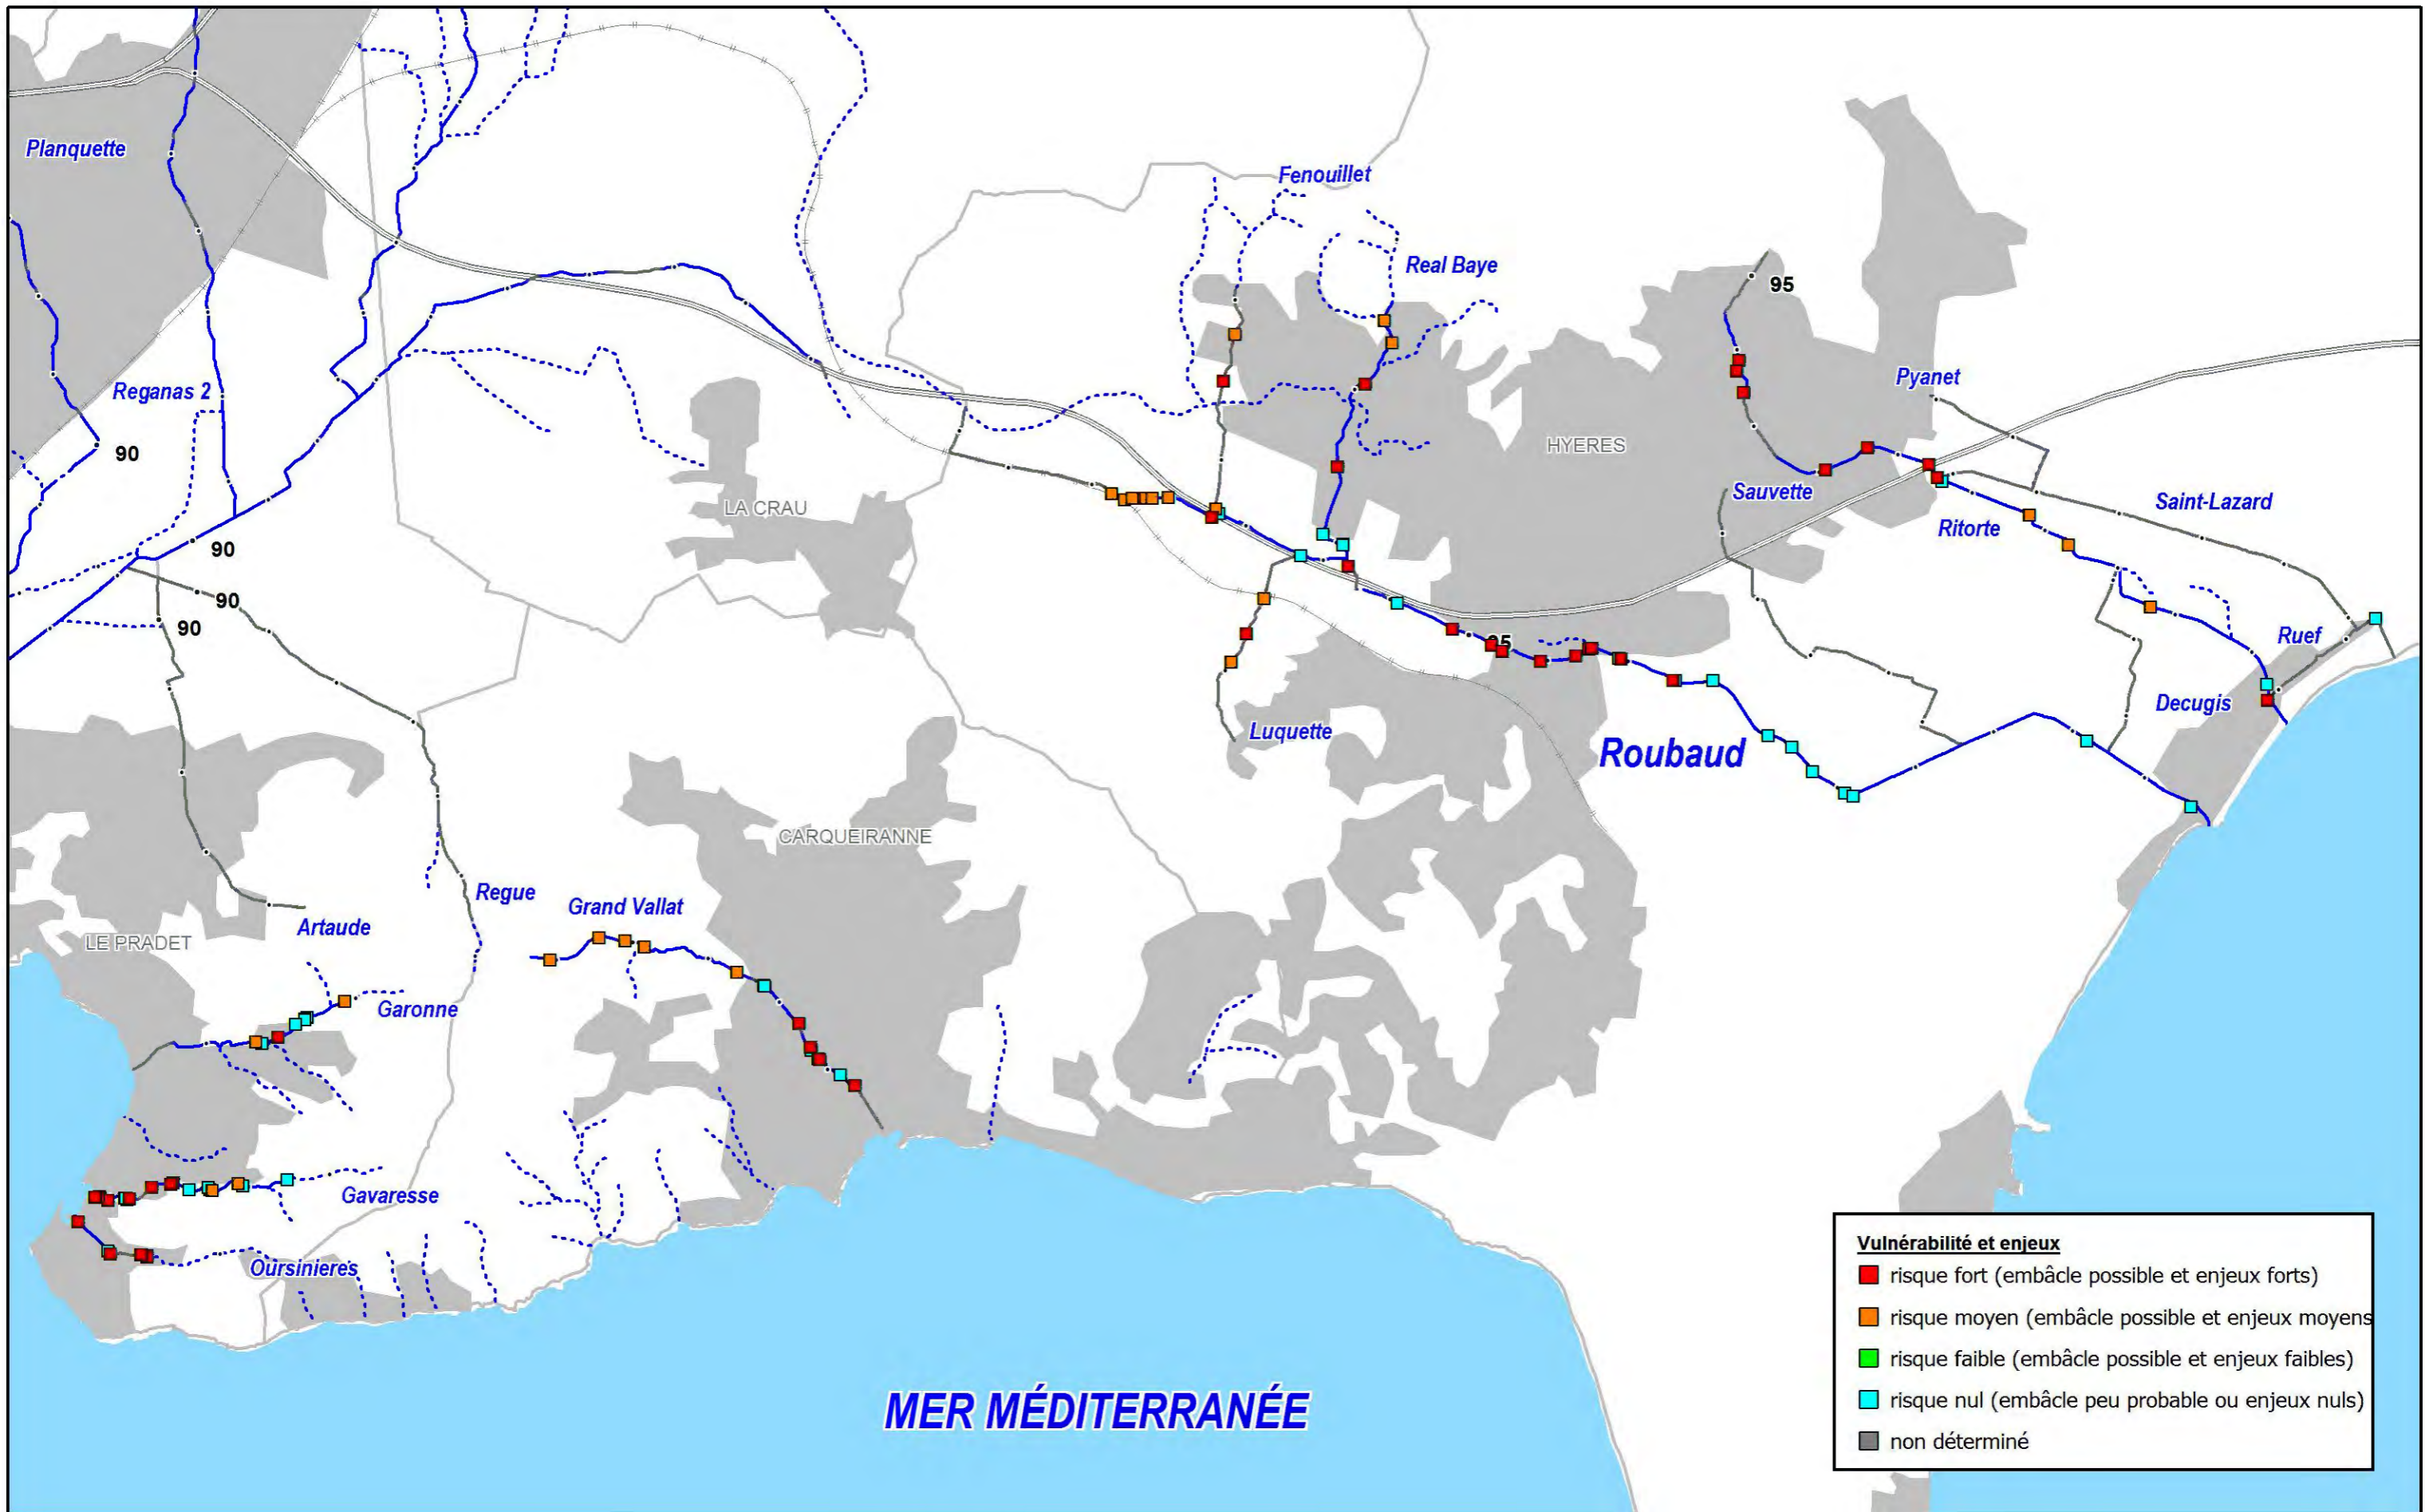 Planquette
Fenouillet
Real Baye
95
Pyanet
Reganas 2
90
HYERES
Sauvette
Saint-Lazard
LA CRAU
Ritorte
90
90
90
95
Ruef
Decugis
Luquette
Roubaud
CARQUEIRANNE
Regue
Grand Vallat
Artaude
LE PRADET
Garonne
Gavaresse
Oursinieres
MER MÉDITERRANÉE
Vulnérabilité et enjeux
risque fort (embâcle possible et enjeux forts)
risque moyen (embâcle possible et enjeux moyens
risque faible (embâcle possible et enjeux faibles)
risque nul (embâcle peu probable ou enjeux nuls)
non déterminé